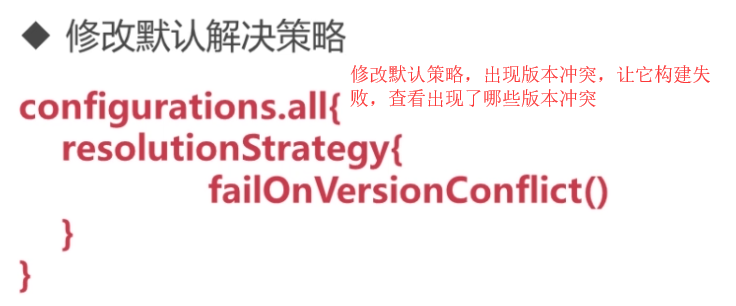 ◆ 修改默认解决策略
修改默认策略，出现版本冲突，让它构建失
败，查看出现了哪些版本冲突
configurations.all{
resolutionStrategy{
failOnVersionConflict()
}
}